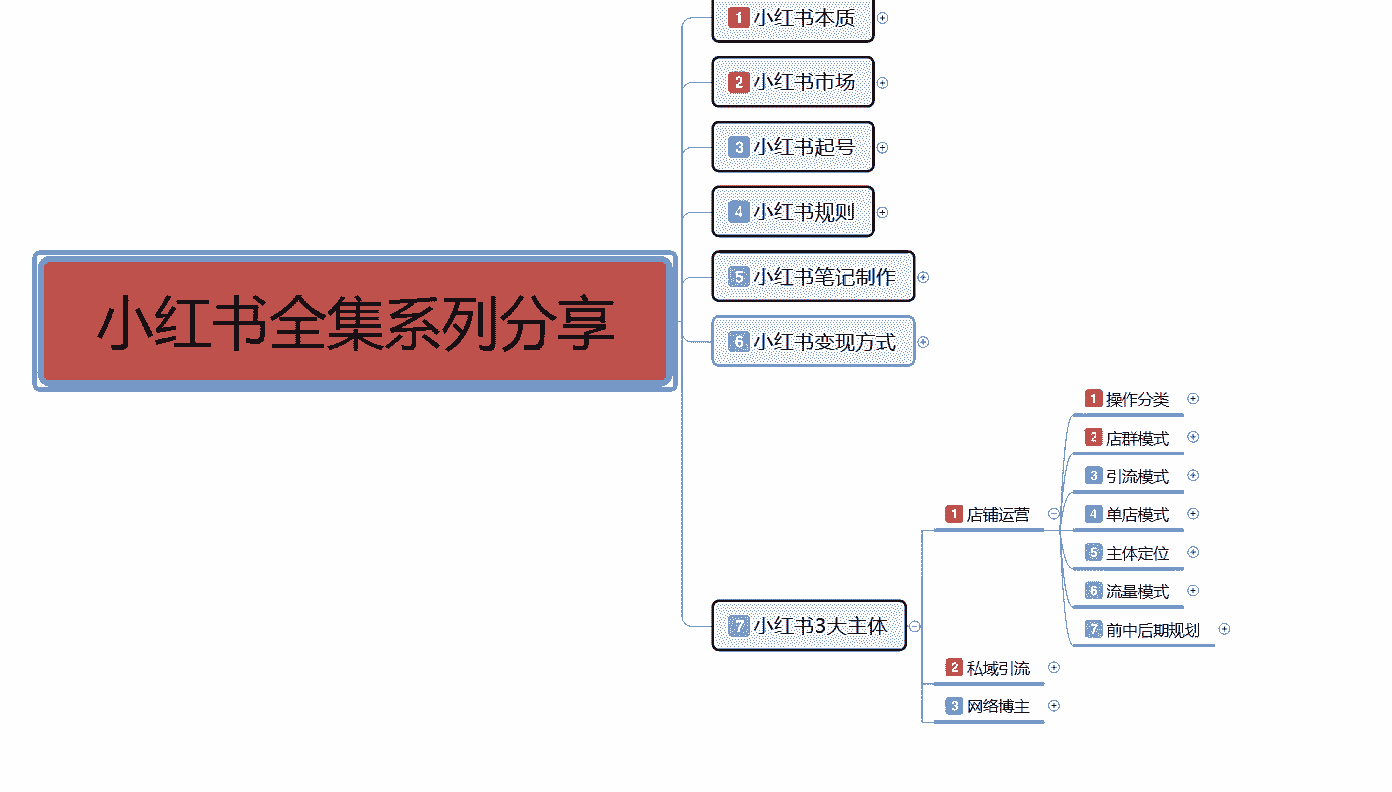 小红书全集系列分享
1 小红书本质
2 小红书市场
3 小红书起号
4 小红书规则
5 小红书笔记制作
6 小红书变现方式
7 小红书3大主体
1 店铺运营
1 操作分类
2 店群模式
3 引流模式
4 单店模式
5 主体定位
6 流量模式
7 前中后期规划
2 私域引流
3 网络博主